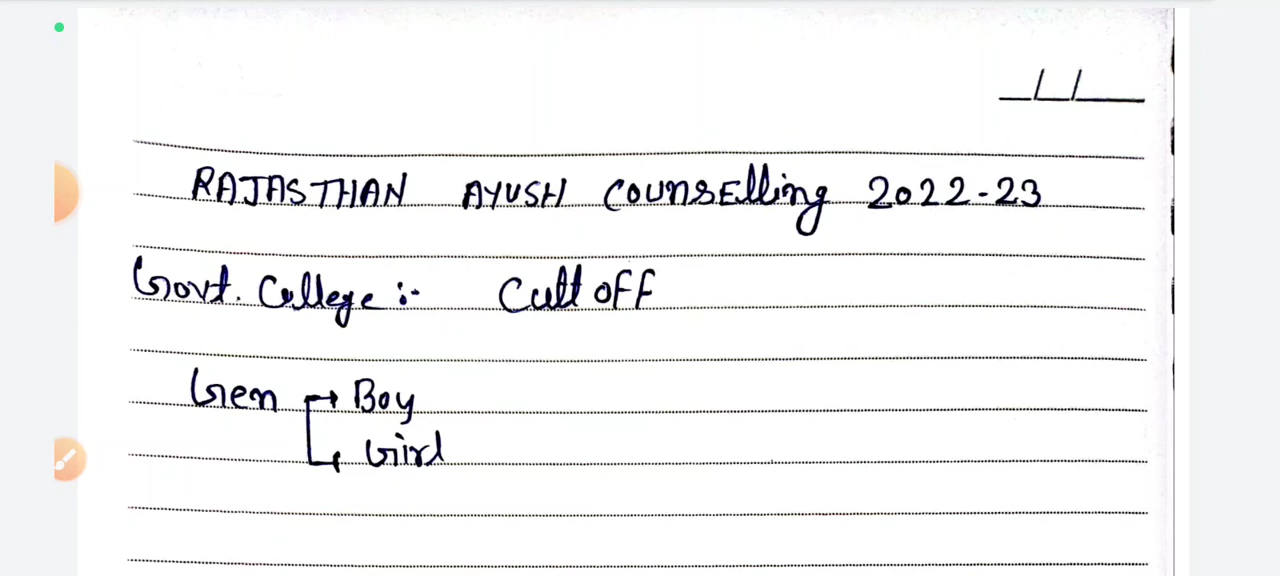 RAJASTHAN AYUSH COUNSElling 2022-23
Govt. College :- Cutt OFF
Gen → Boy
→ Girl